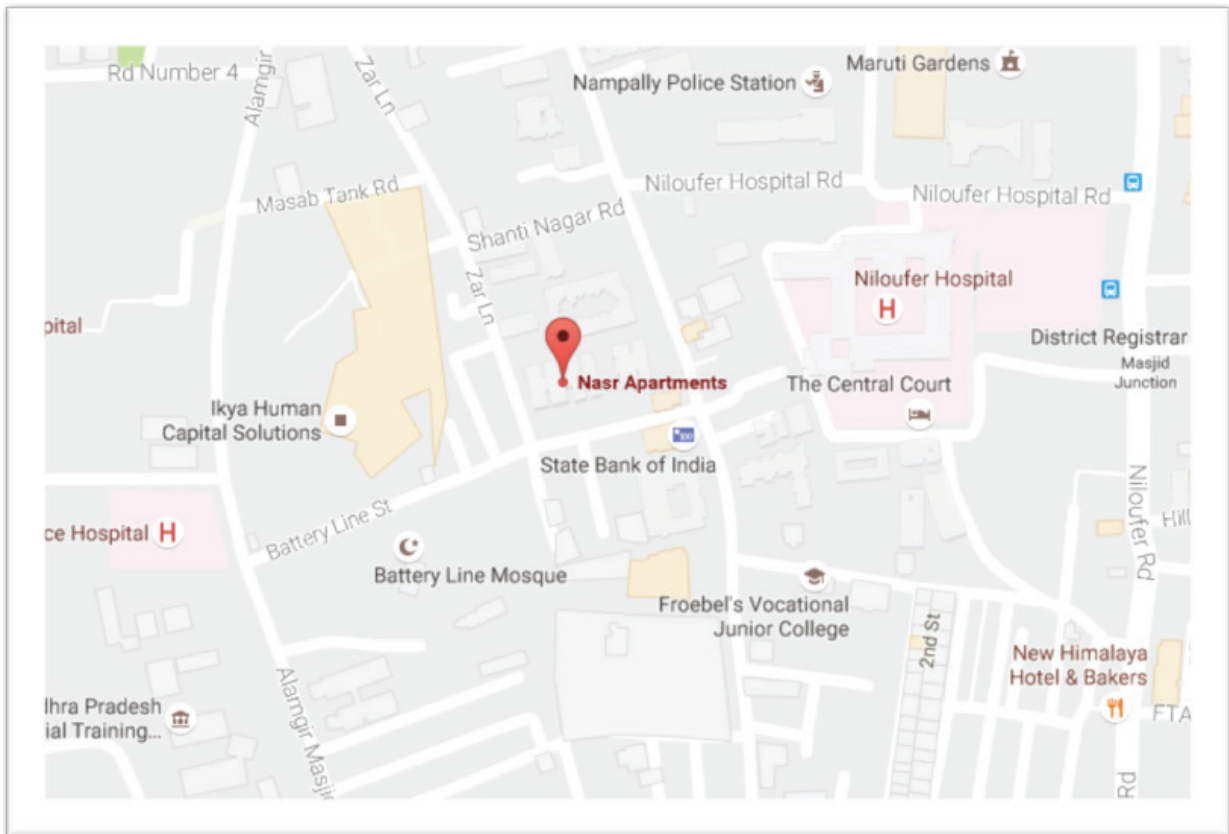 Rd Number 4
Alamgir
Zar Ln
Nampally Police Station
Maruti Gardens
Masab Tank Rd
Niloufer Hospital Rd
Niloufer Hospital Rd
Shanti Nagar Rd
Zar Ln
Niloufer Hospital
pital
District Registrar
Masjid
Junction
Nasr Apartments
The Central Court
Ikya Human
Capital Solutions
State Bank of India
Niloufer Rd
Hill
ce Hospital
Battery Line St
Battery Line Mosque
Froebel's Vocational
Junior College
2nd St
New Himalaya
Hotel & Bakers
FTA
Alamgir Masji
dhra Pradesh
ial Training...
Rd